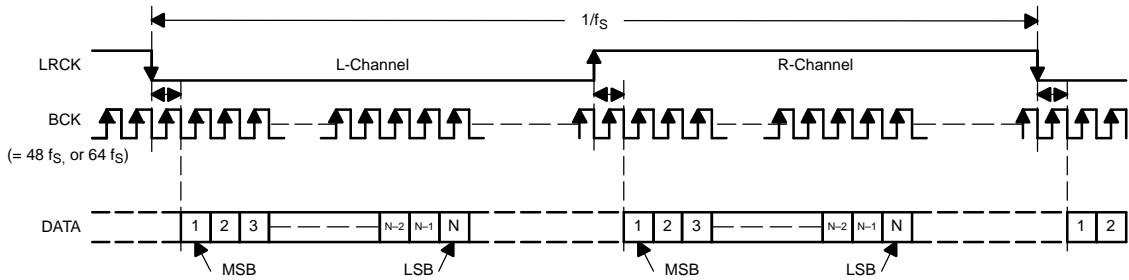 1/fS
LRCK
L-Channel
R-Channel
BCK
(= 48 fS, or 64 fS)
DATA
1 2 3 N–2 N–1 N 1 2 3 N–2 N–1 N 1 2
MSB LSB MSB LSB